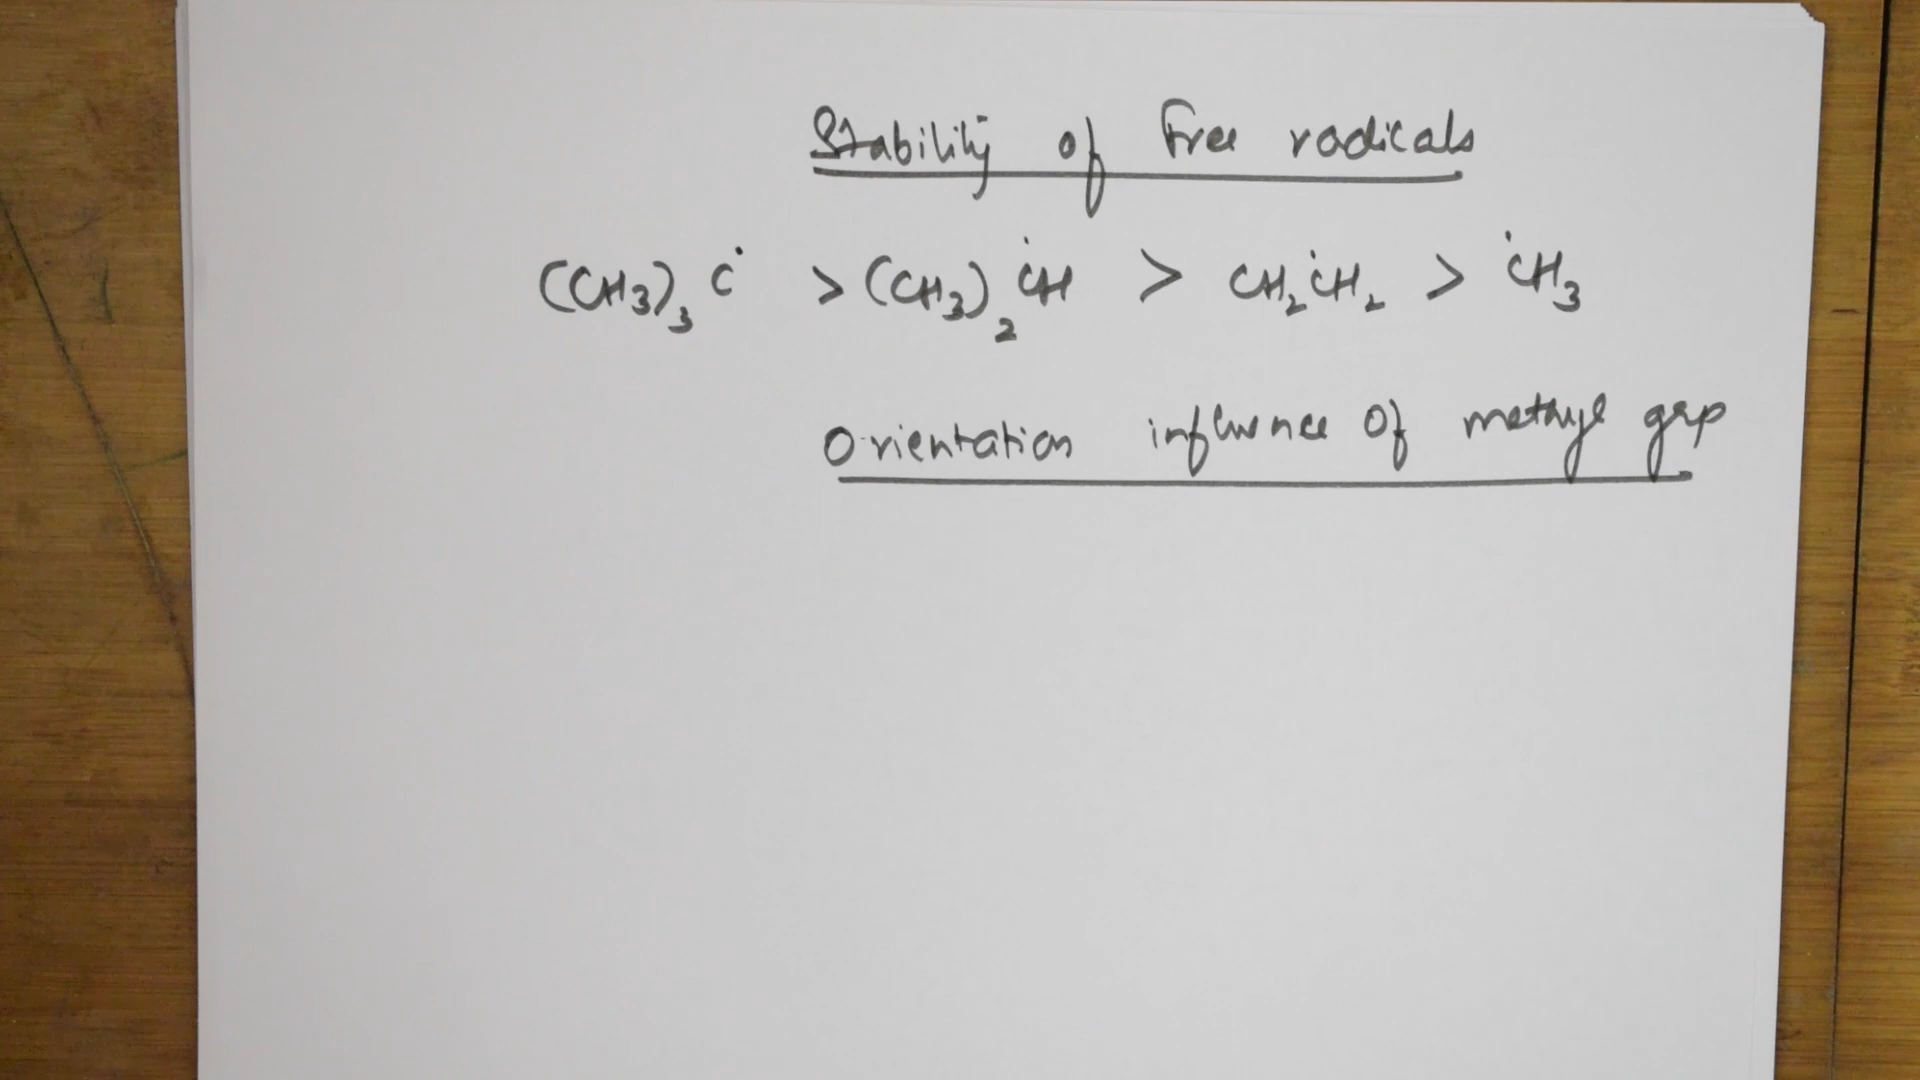 Stability of Free radicals
(CH3)3 Ċ > (CH3)2 ĊH > CH2ĊH2 > ĊH3
Orientation influence of methyl grp